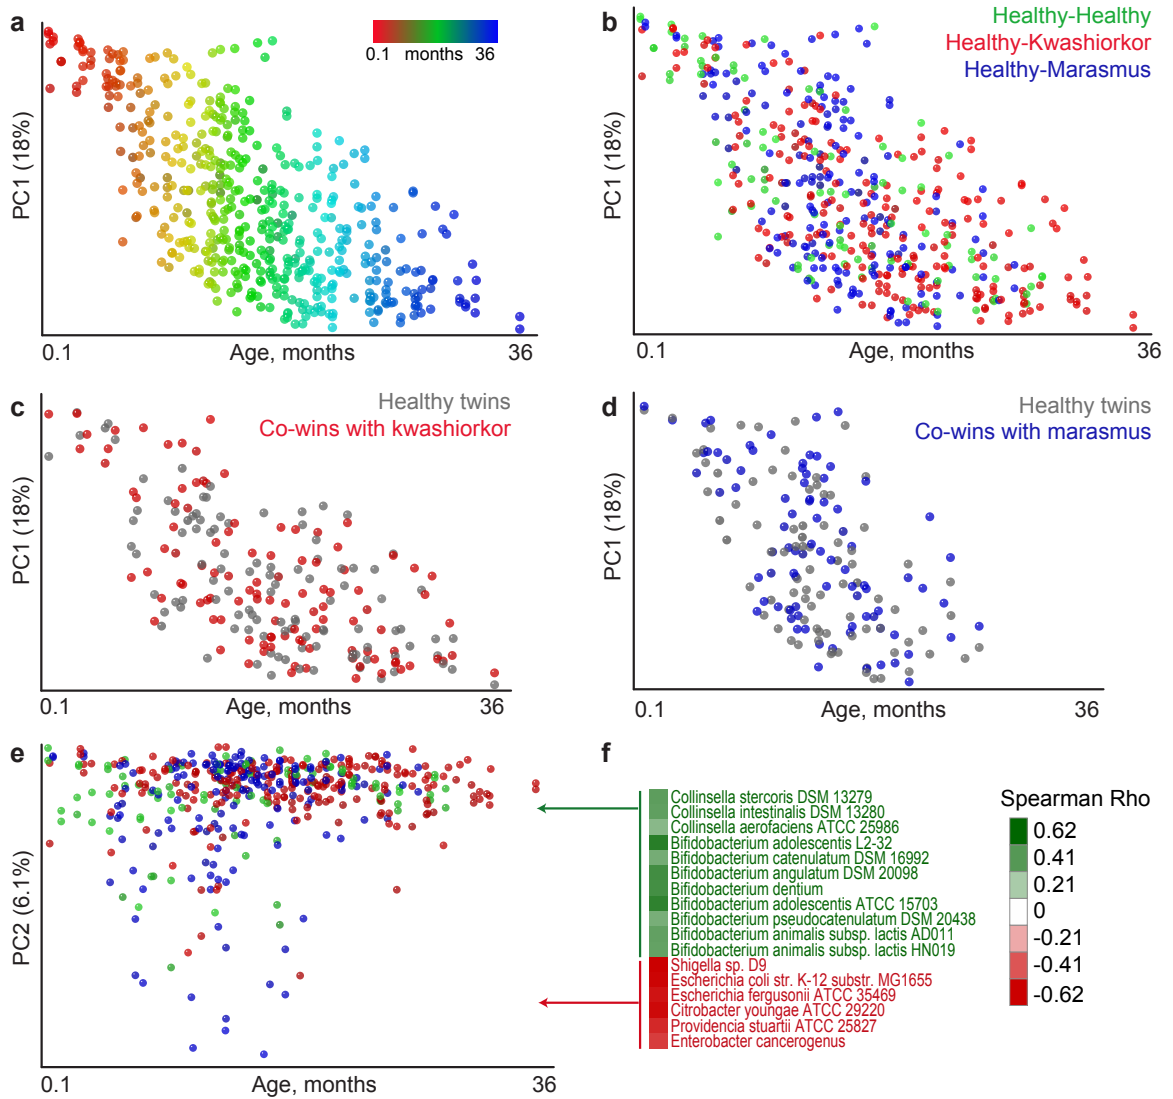 a
0.1 months 36
PC1 (18%)
0.1 Age, months 36
b
Healthy-Healthy
Healthy-Kwashiorkor
Healthy-Marasmus
PC1 (18%)
0.1 Age, months 36
c
Healthy twins
Co-wins with kwashiorkor
PC1 (18%)
0.1 Age, months 36
d
Healthy twins
Co-wins with marasmus
PC1 (18%)
0.1 Age, months 36
e
PC2 (6.1%)
0.1 Age, months 36
f
Collinsella stercoris DSM 13279
Collinsella intestinalis DSM 13280
Collinsella aerofaciens ATCC 25986
Bifidobacterium adolescentis L2-32
Bifidobacterium catenulatum DSM 16992
Bifidobacterium angulatum DSM 20098
Bifidobacterium dentium
Bifidobacterium adolescentis ATCC 15703
Bifidobacterium pseudocatenulatum DSM 20438
Bifidobacterium animalis subsp. lactis AD011
Bifidobacterium animalis subsp. lactis HN019
Shigella sp. D9
Escherichia coli str. K-12 substr. MG1655
Escherichia fergusonii ATCC 35469
Citrobacter youngae ATCC 29220
Providencia stuartii ATCC 25827
Enterobacter cancerogenus
Spearman Rho
0.62
0.41
0.21
0
-0.21
-0.41
-0.62